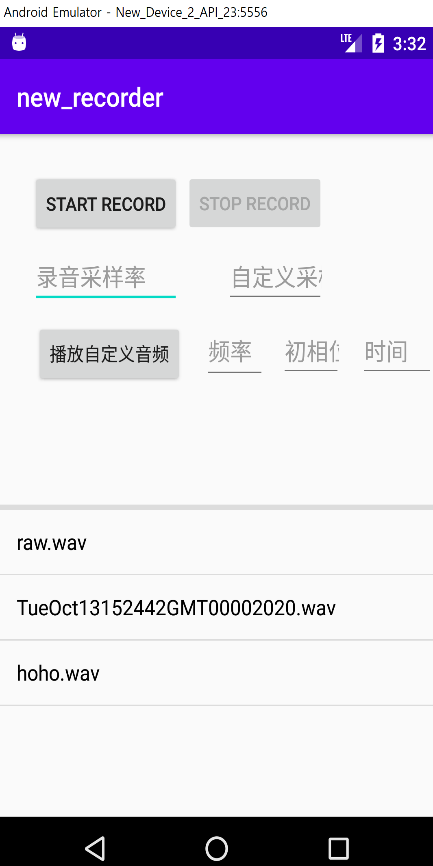 Android Emulator - New_Device_2_API_23:5556
LTE 3:32
new_recorder
START RECORD STOP RECORD
录音采样率 自定义采
播放自定义音频 频率 初相位 时间
raw.wav
TueOct13152442GMT00002020.wav
hoho.wav